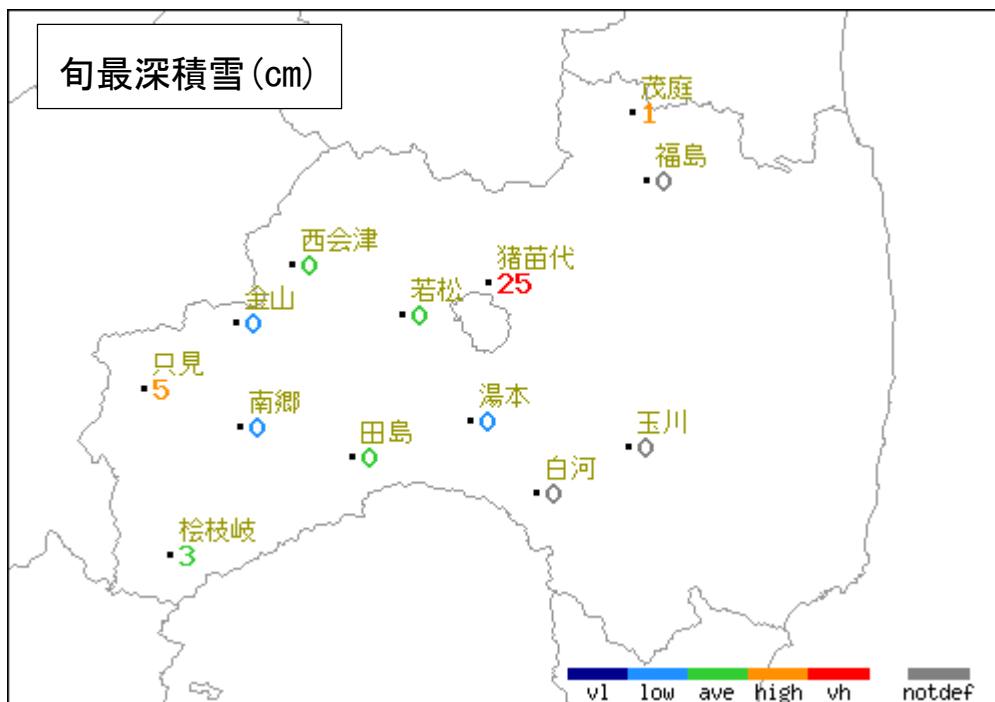 旬最深積雪(cm)
茂庭
1
福島
0
西会津
0
猪苗代
25
金山
0
若松
0
只見
5
南郷
0
湯本
0
田島
0
玉川
0
白河
0
桧枝岐
3
vl low ave high vh notdef